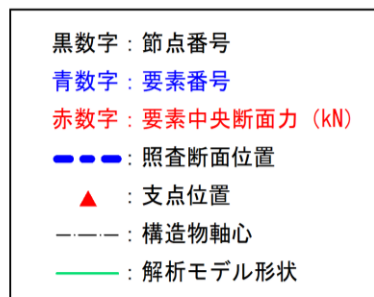 黒数字：節点番号
青数字：要素番号
赤数字：要素中央断面力（kN）
：照査断面位置
：支点位置
：構造物軸心
：解析モデル形状